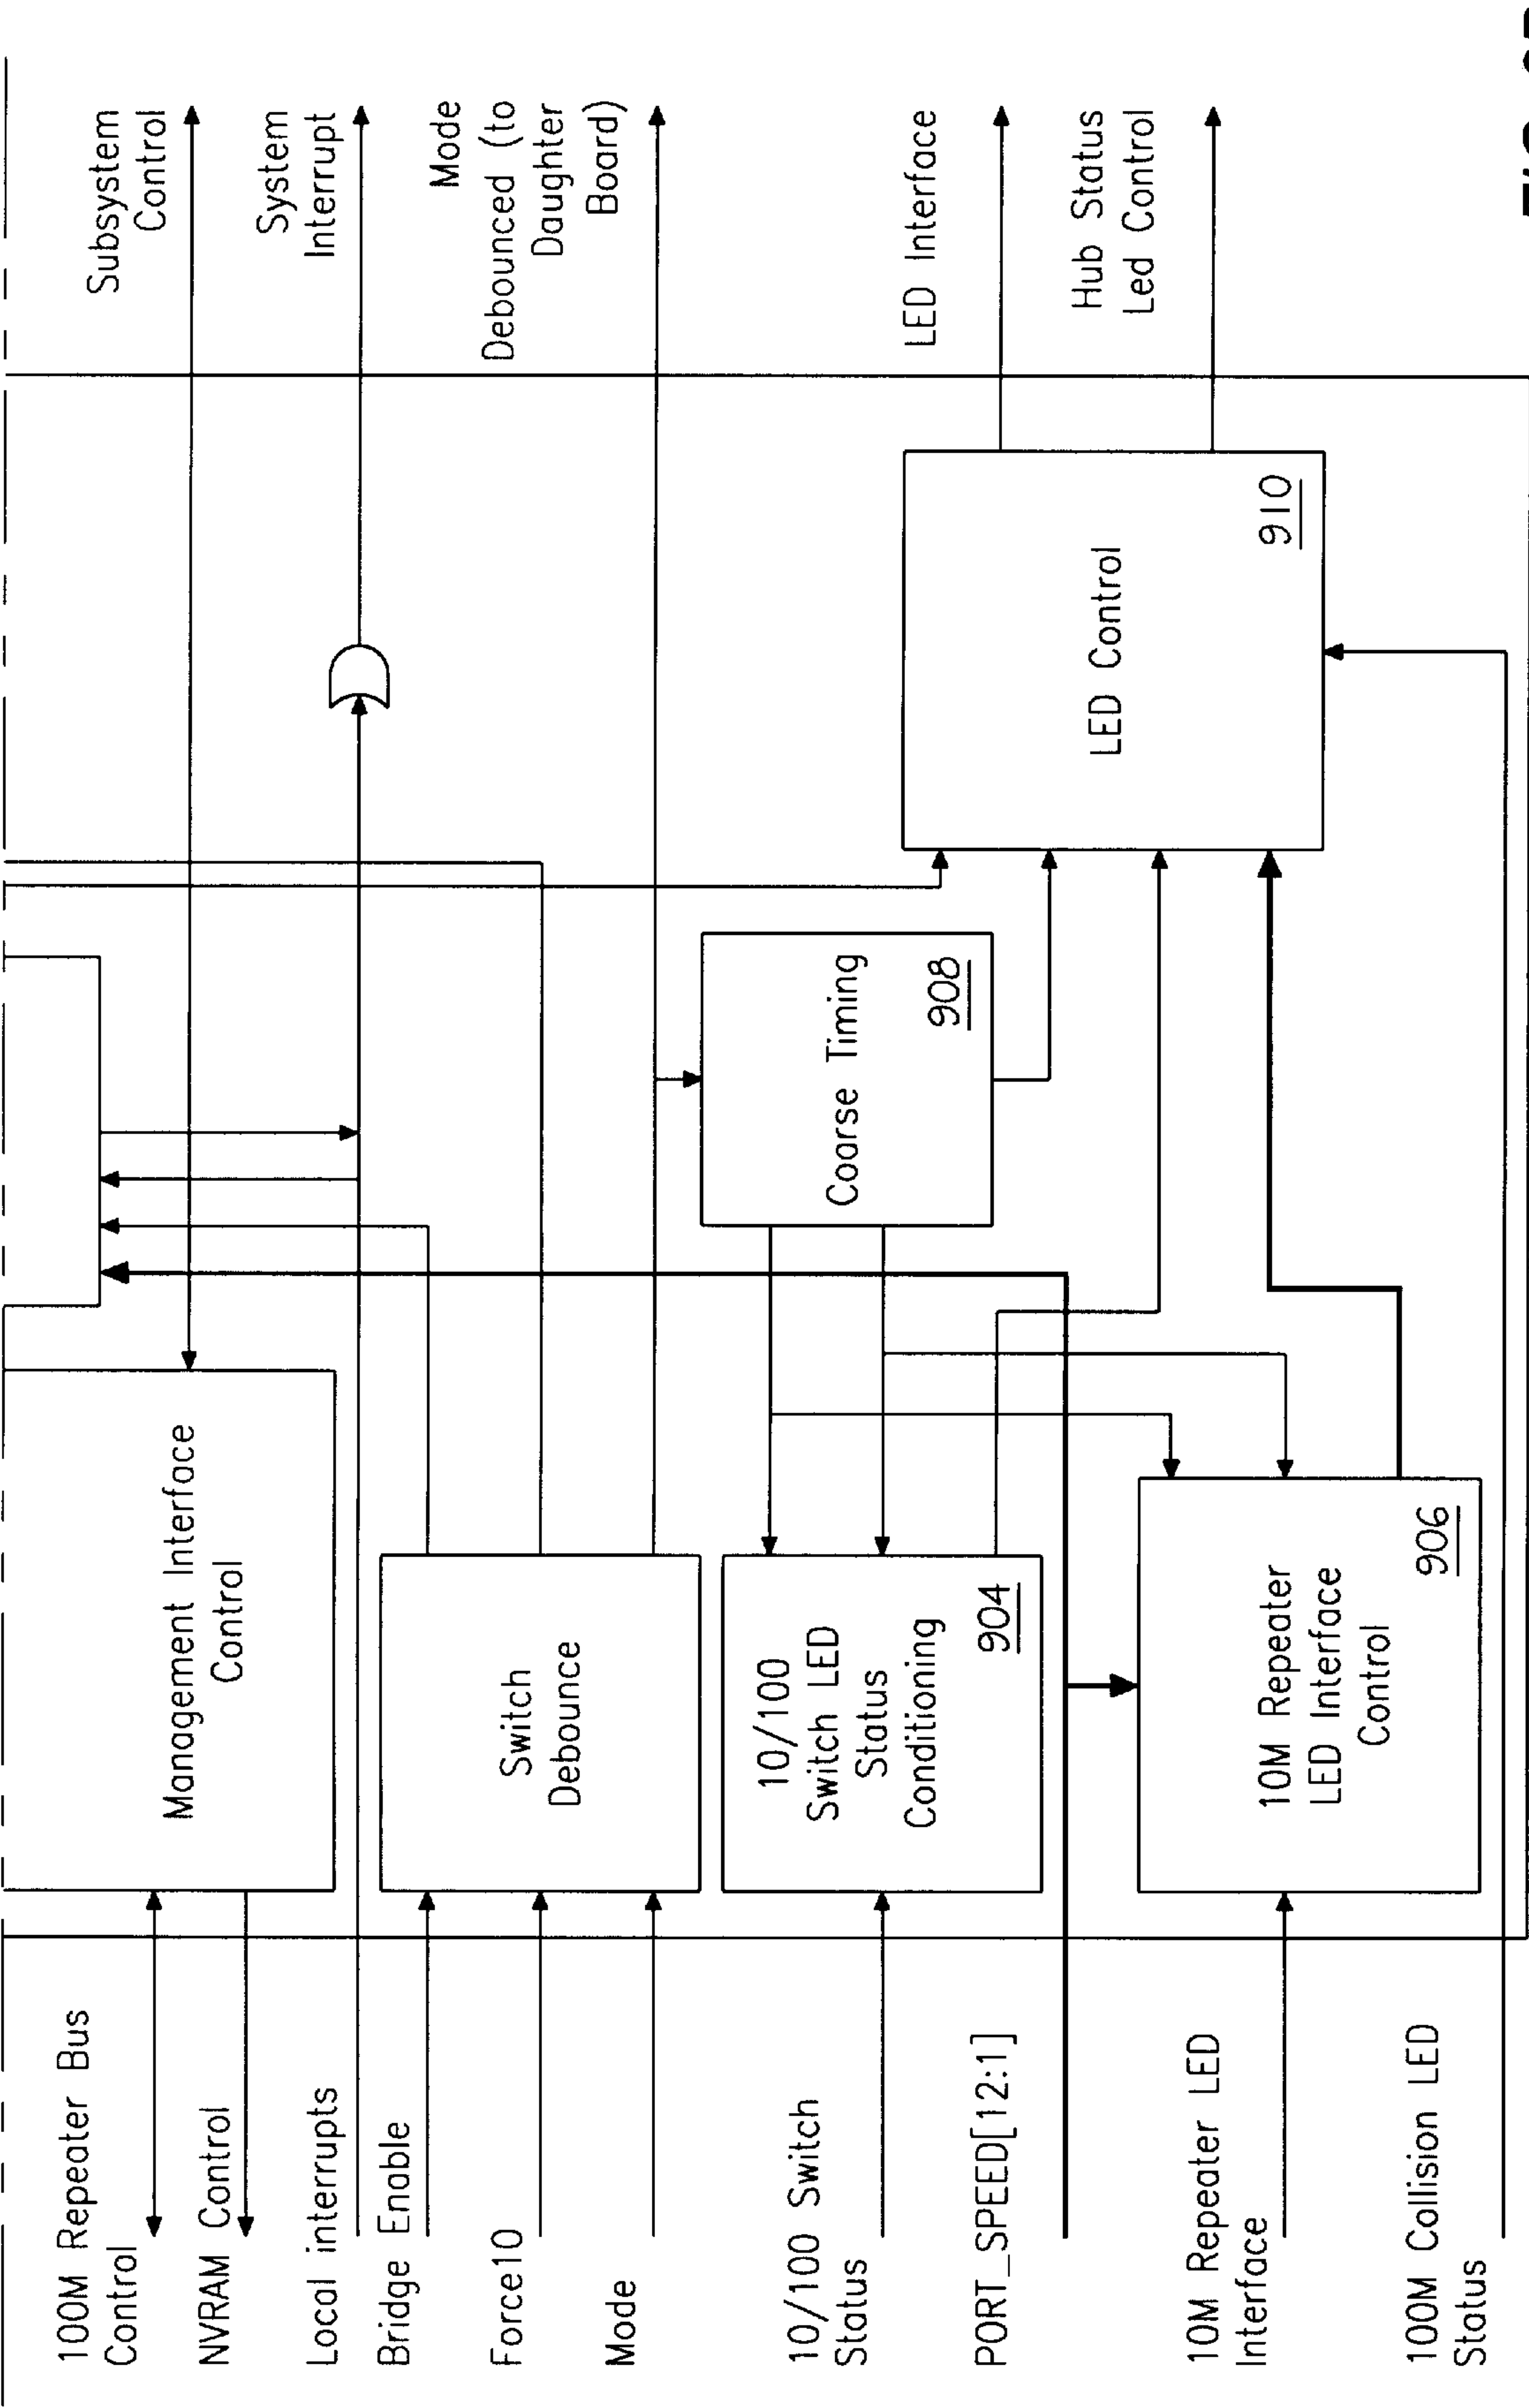 100M Repeater Bus
Control
NVRAM Control
Local interrupts
Bridge Enable
Force10
Mode
10/100 Switch
Status
PORT_SPEED[12:1]
10M Repeater LED
Interface
100M Collision LED
Status
Management Interface
Control
Switch
Debounce
10/100
Switch LED
Status
Conditioning
904
10M Repeater
LED Interface
Control
906
Coarse Timing
908
LED Control
910
Subsystem
Control
System
Interrupt
Mode
Debounced (to
Daughter
Board)
LED Interface
Hub Status
Led Control